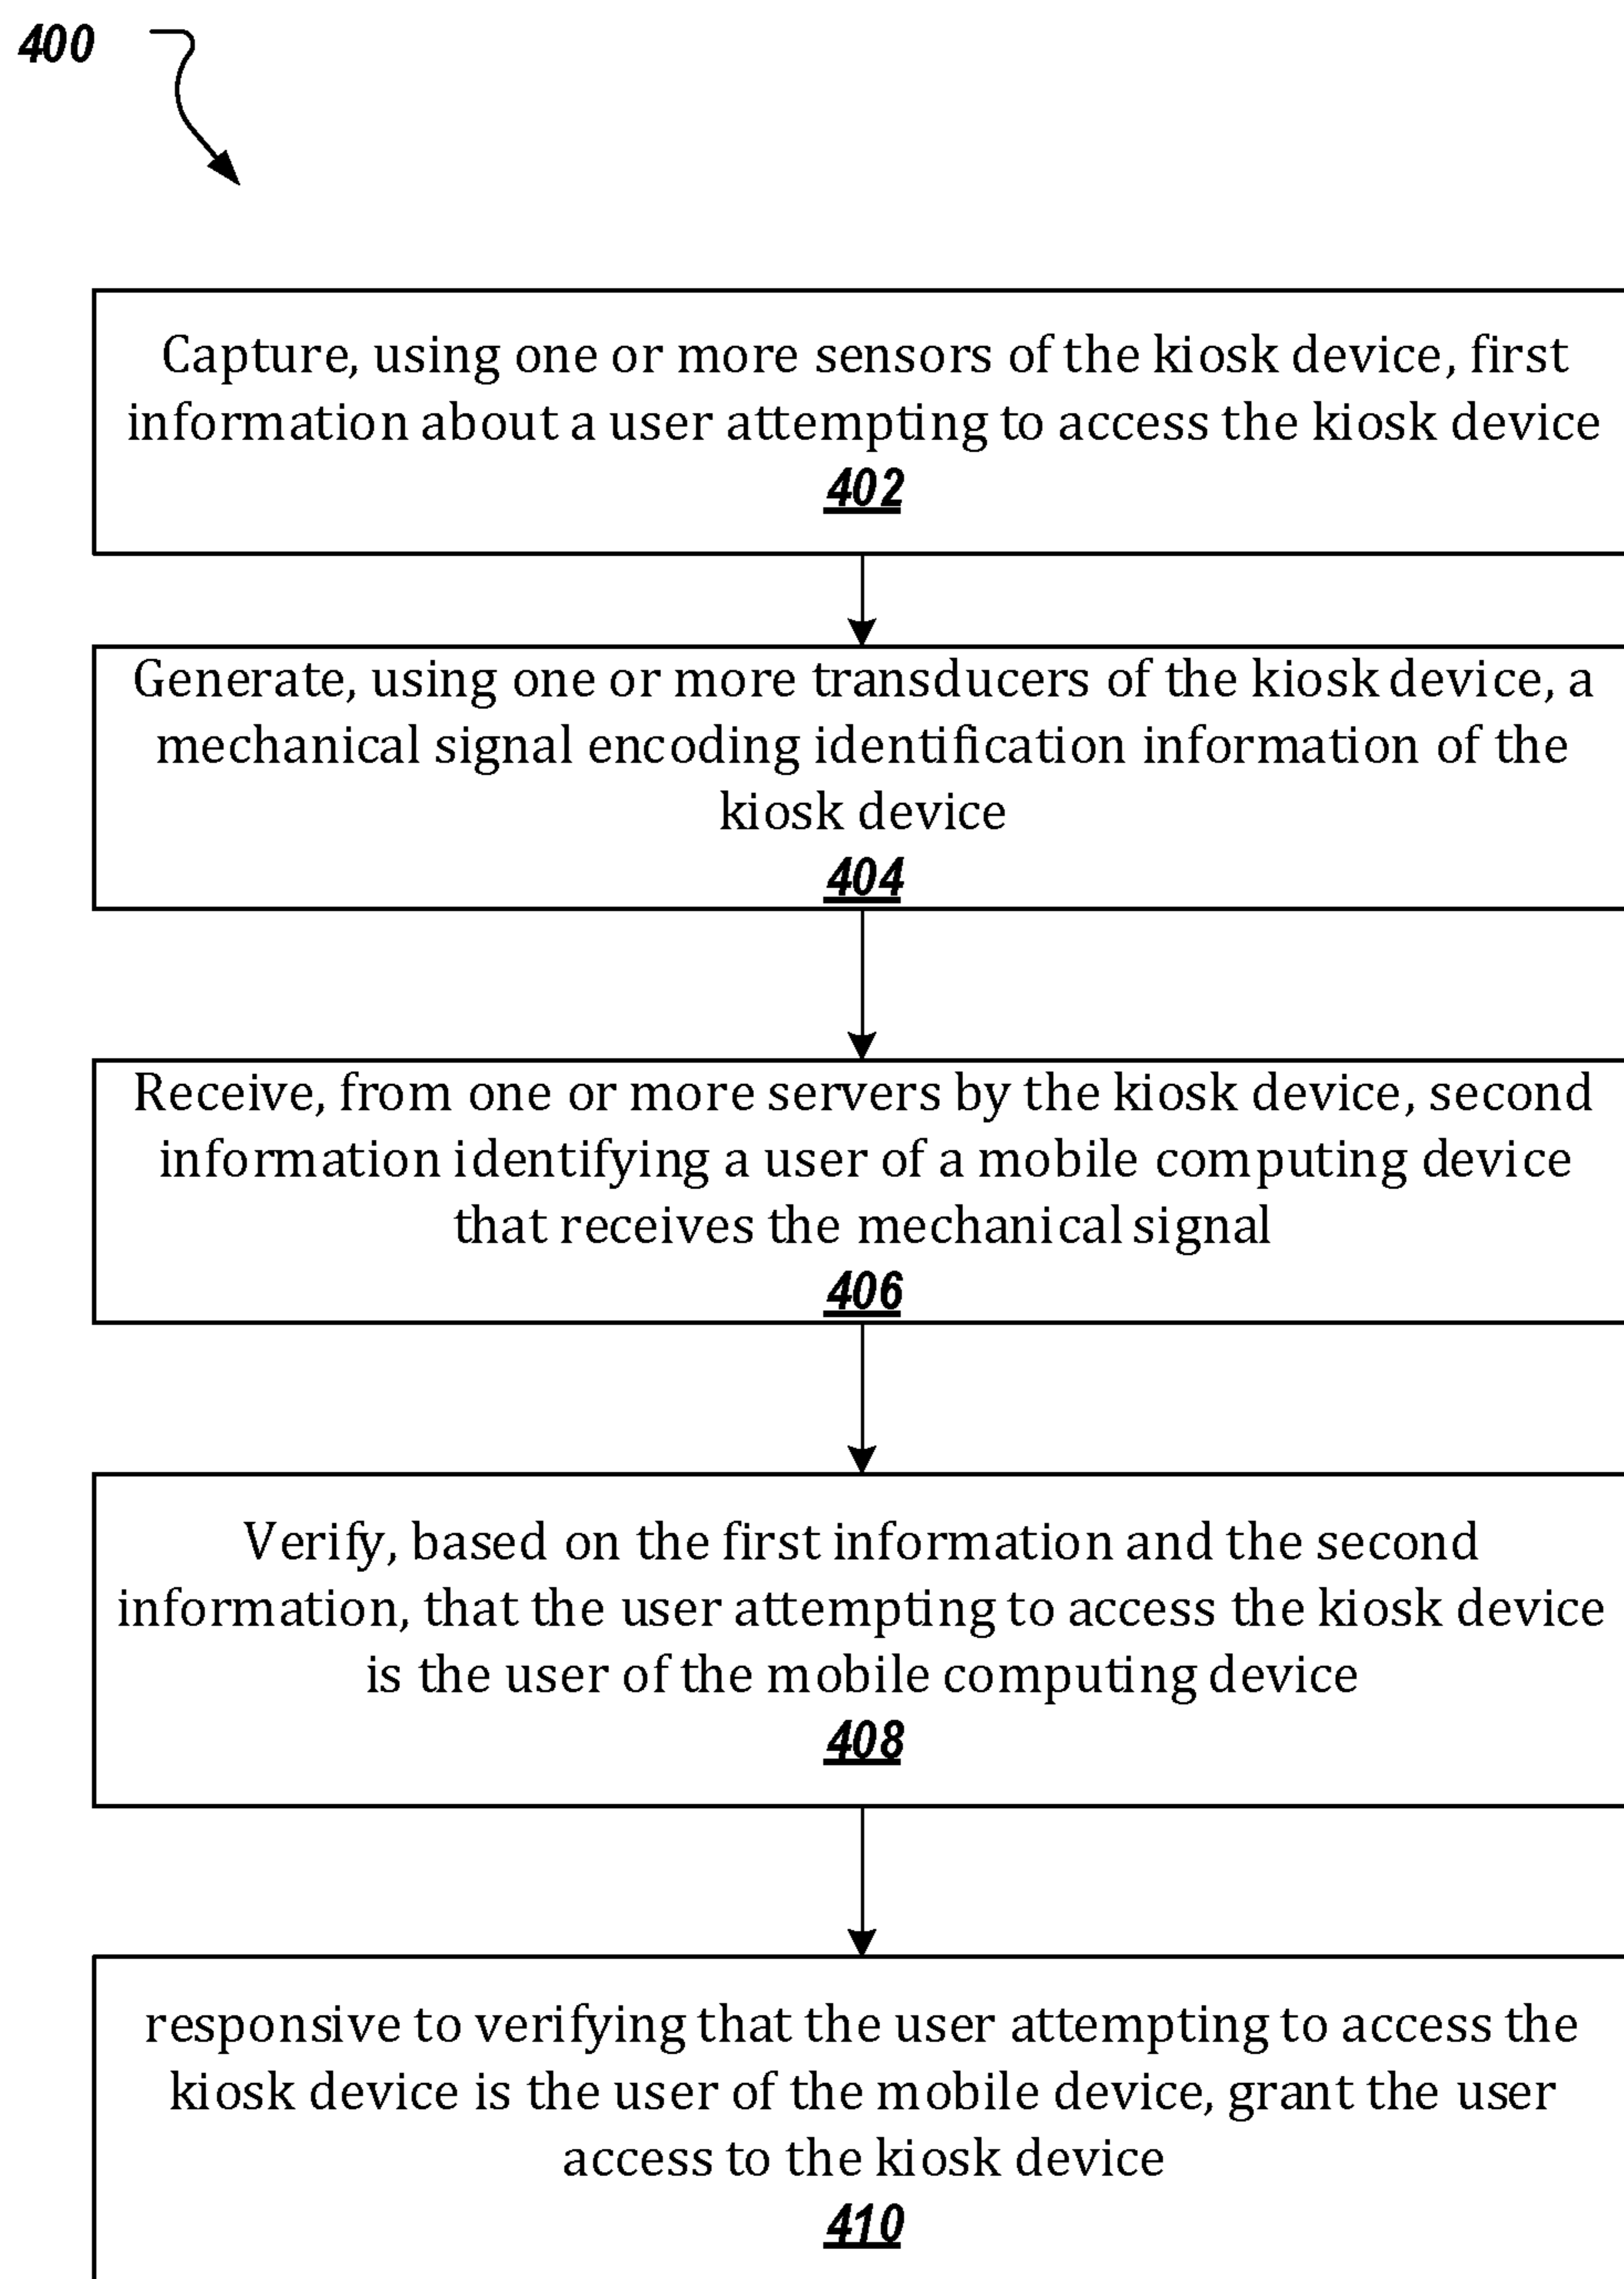 400
Capture, using one or more sensors of the kiosk device, first
information about a user attempting to access the kiosk device
402
Generate, using one or more transducers of the kiosk device, a
mechanical signal encoding identification information of the
kiosk device
404
Receive, from one or more servers by the kiosk device, second
information identifying a user of a mobile computing device
that receives the mechanical signal
406
Verify, based on the first information and the second
information, that the user attempting to access the kiosk device
is the user of the mobile computing device
408
responsive to verifying that the user attempting to access the
kiosk device is the user of the mobile device, grant the user
access to the kiosk device
410